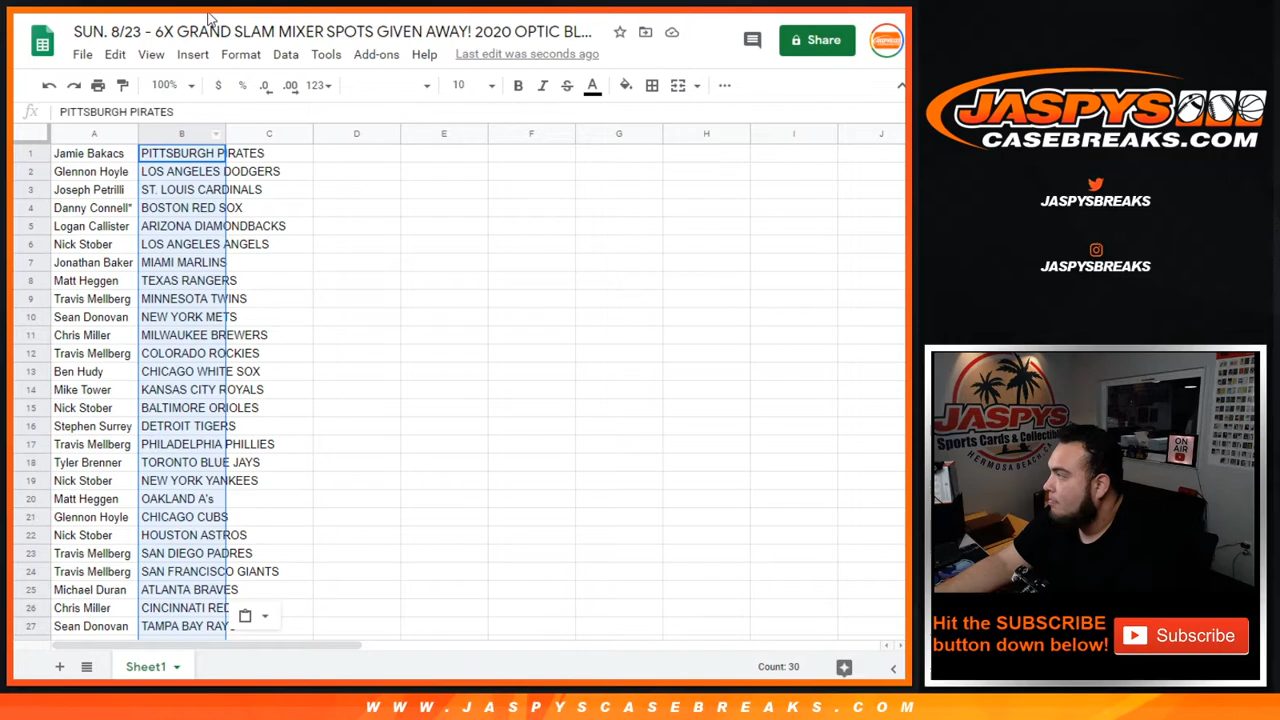 SUN. 8/23 - 6X GRAND SLAM MIXER SPOTS GIVEN AWAY! 2020 OPTIC BL...
File Edit View Insert Format Data Tools Add-ons Help Last edit was seconds ago
Share
100% $ % .0 .00 123 10 B I S A ...
fx PITTSBURGH PIRATES
A B C D E F G H I J
1 Jamie Bakacs PITTSBURGH PIRATES
2 Glennon Hoyle LOS ANGELES DODGERS
3 Joseph Petrilli ST. LOUIS CARDINALS
4 Danny Connell" BOSTON RED SOX
5 Logan Callister ARIZONA DIAMONDBACKS
6 Nick Stober LOS ANGELES ANGELS
7 Jonathan Baker MIAMI MARLINS
8 Matt Heggen TEXAS RANGERS
9 Travis Mellberg MINNESOTA TWINS
10 Sean Donovan NEW YORK METS
11 Chris Miller MILWAUKEE BREWERS
12 Travis Mellberg COLORADO ROCKIES
13 Ben Hudy CHICAGO WHITE SOX
14 Mike Tower KANSAS CITY ROYALS
15 Nick Stober BALTIMORE ORIOLES
16 Stephen Surrey DETROIT TIGERS
17 Travis Mellberg PHILADELPHIA PHILLIES
18 Tyler Brenner TORONTO BLUE JAYS
19 Nick Stober NEW YORK YANKEES
20 Matt Heggen OAKLAND A's
21 Glennon Hoyle CHICAGO CUBS
22 Nick Stober HOUSTON ASTROS
23 Travis Mellberg SAN DIEGO PADRES
24 Travis Mellberg SAN FRANCISCO GIANTS
25 Michael Duran ATLANTA BRAVES
26 Chris Miller CINCINNATI RED
27 Sean Donovan TAMPA BAY RAY
Sheet1
Count: 30
JASPYS
CASEBREAKS.COM
JASPYSBREAKS
JASPYSBREAKS
JASPYS
Sports Cards & Collectibl
HERMOSA BEACH, CA
ON
AIR
Hit the SUBSCRIBE
button down below!
Subscribe
WWW.JASPYSCASEBREAKS.COM